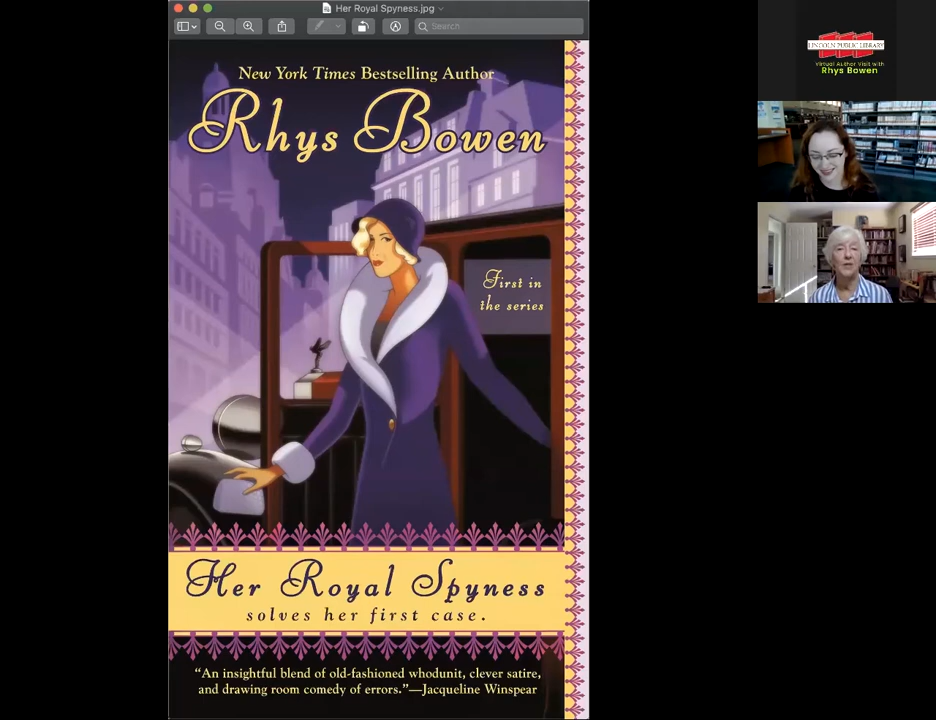 Her Royal Spyness.jpg
Search
New York Times Bestselling Author
Rhys Bowen
First in
the series
Her Royal Spyness
solves her first case.
“An insightful blend of old-fashioned whodunit, clever satire,
and drawing room comedy of errors.”—Jacqueline Winspear
LINCOLN PUBLIC LIBRARY
Virtual Author Visit with
Rhys Bowen